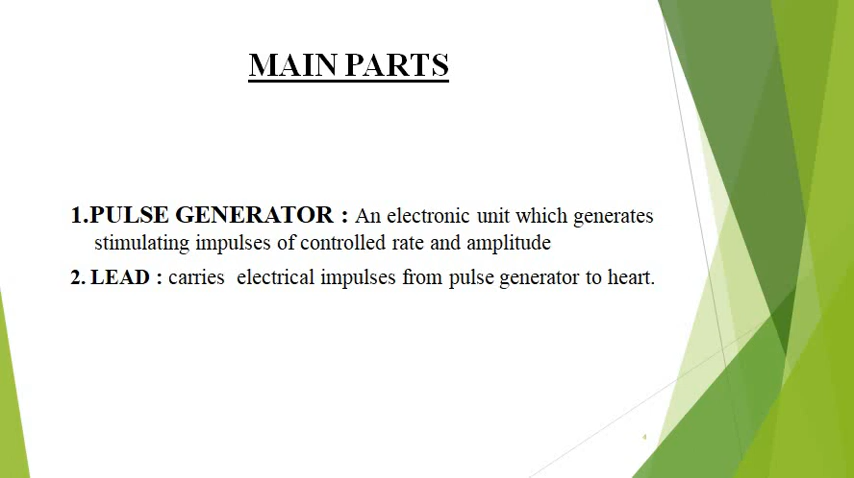 MAIN PARTS
1.PULSE GENERATOR : An electronic unit which generates
stimulating impulses of controlled rate and amplitude
2. LEAD : carries  electrical impulses from pulse generator to heart.
4